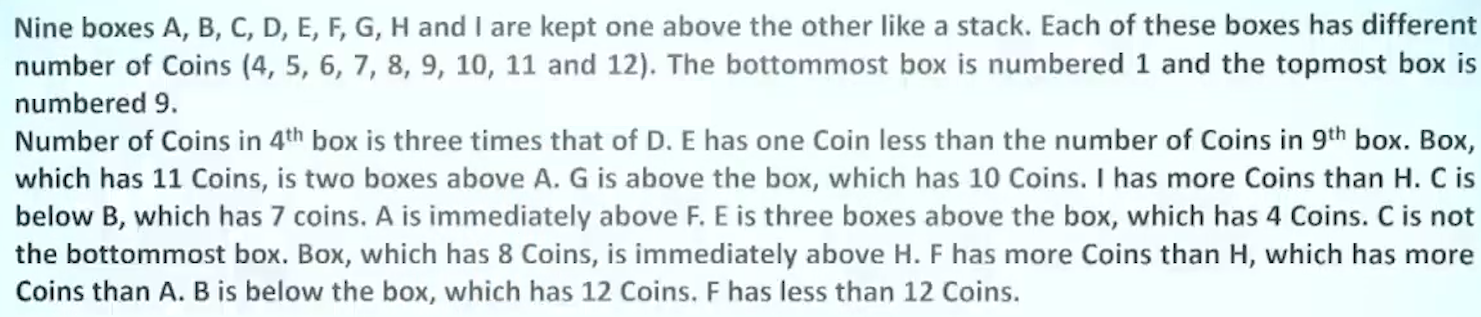 Nine boxes A, B, C, D, E, F, G, H and I are kept one above the other like a stack. Each of these boxes has different
number of Coins (4, 5, 6, 7, 8, 9, 10, 11 and 12). The bottommost box is numbered 1 and the topmost box is
numbered 9.
Number of Coins in 4th box is three times that of D. E has one Coin less than the number of Coins in 9th box. Box,
which has 11 Coins, is two boxes above A. G is above the box, which has 10 Coins. I has more Coins than H. C is
below B, which has 7 coins. A is immediately above F. E is three boxes above the box, which has 4 Coins. C is not
the bottommost box. Box, which has 8 Coins, is immediately above H. F has more Coins than H, which has more
Coins than A. B is below the box, which has 12 Coins. F has less than 12 Coins.